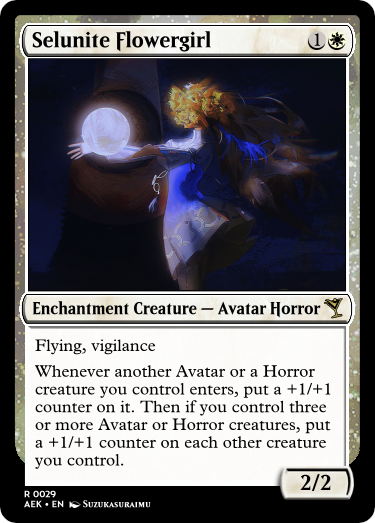 Selunite Flowergirl 1
Enchantment Creature — Avatar Horror
Flying, vigilance
Whenever another Avatar or a Horror
creature you control enters, put a +1/+1
counter on it. Then if you control three
or more Avatar or Horror creatures, put
a +1/+1 counter on each other creature
you control.
2/2
R 0029
AEK • EN Suzukasuraimu